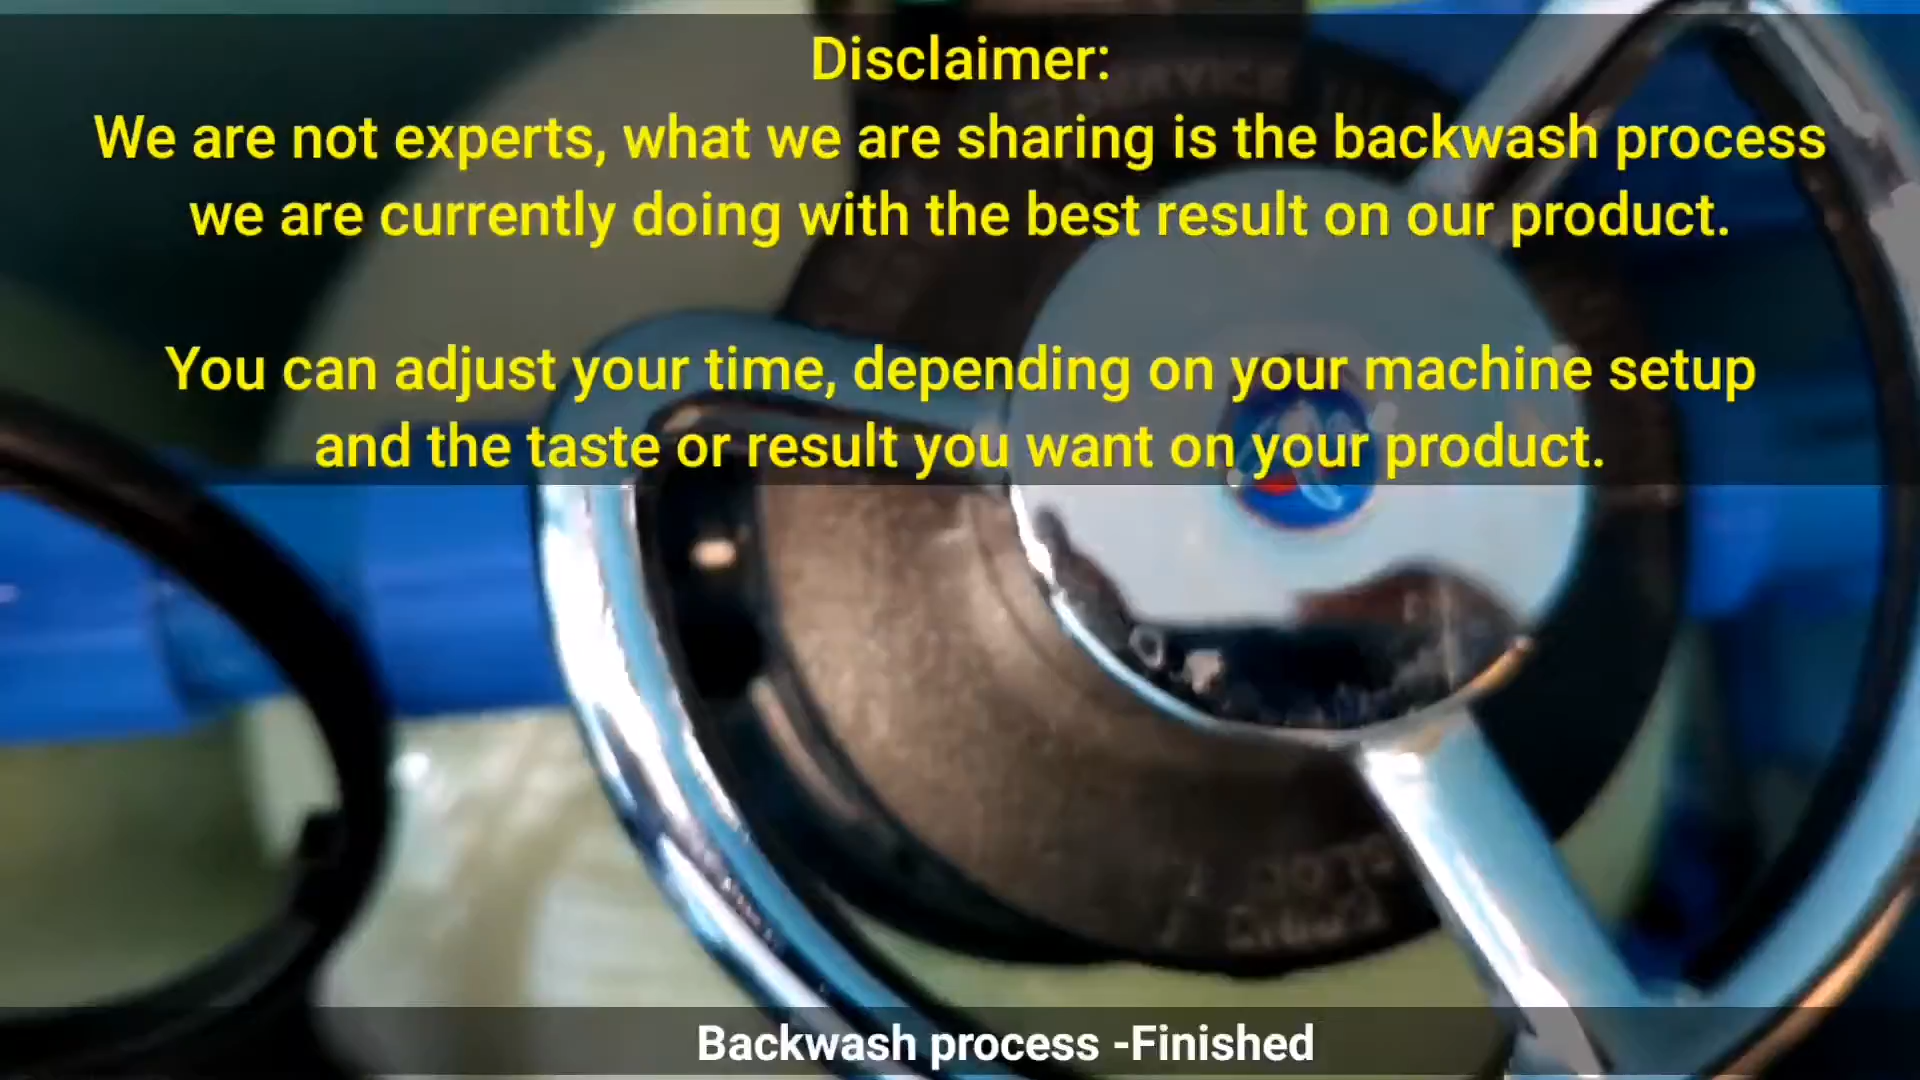 Disclaimer:
We are not experts, what we are sharing is the backwash process
we are currently doing with the best result on our product.
You can adjust your time, depending on your machine setup
and the taste or result you want on your product.
SERVICE
Backwash process -Finished